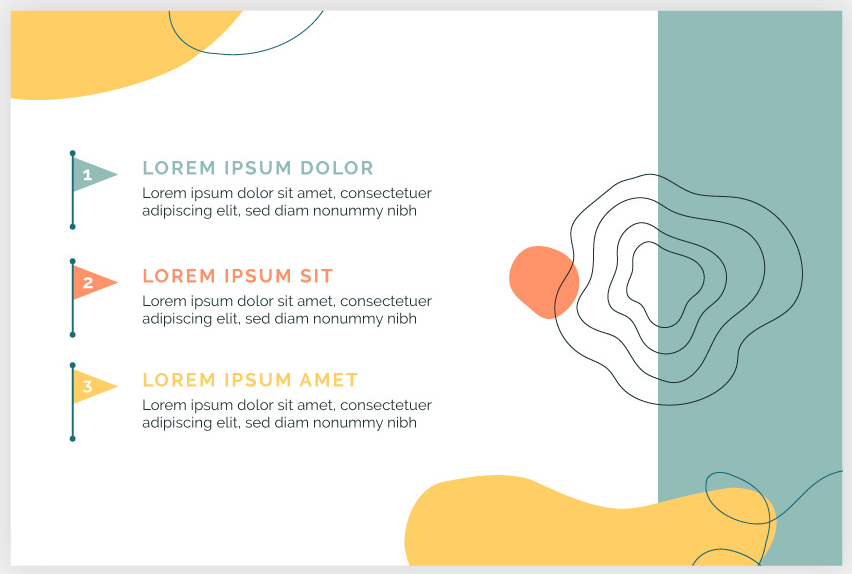 1
LOREM IPSUM DOLOR
Lorem ipsum dolor sit amet, consectetuer
adipiscing elit, sed diam nonummy nibh
2
LOREM IPSUM SIT
Lorem ipsum dolor sit amet, consectetuer
adipiscing elit, sed diam nonummy nibh
3
LOREM IPSUM AMET
Lorem ipsum dolor sit amet, consectetuer
adipiscing elit, sed diam nonummy nibh